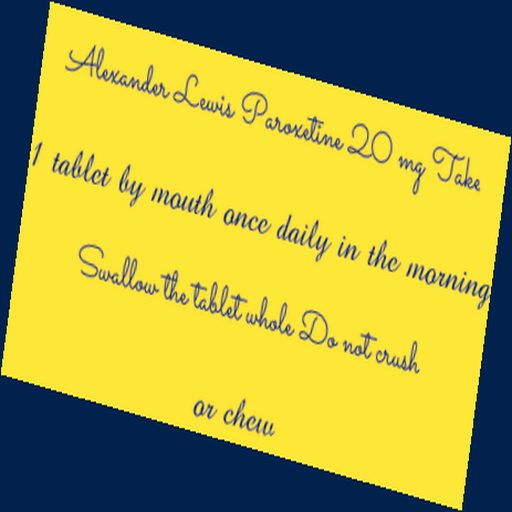 Alexander Lewis Paroxetine 20 mg Take
1 tablet by mouth once daily in the morning
Swallow the tablet whole Do not crush
or chew